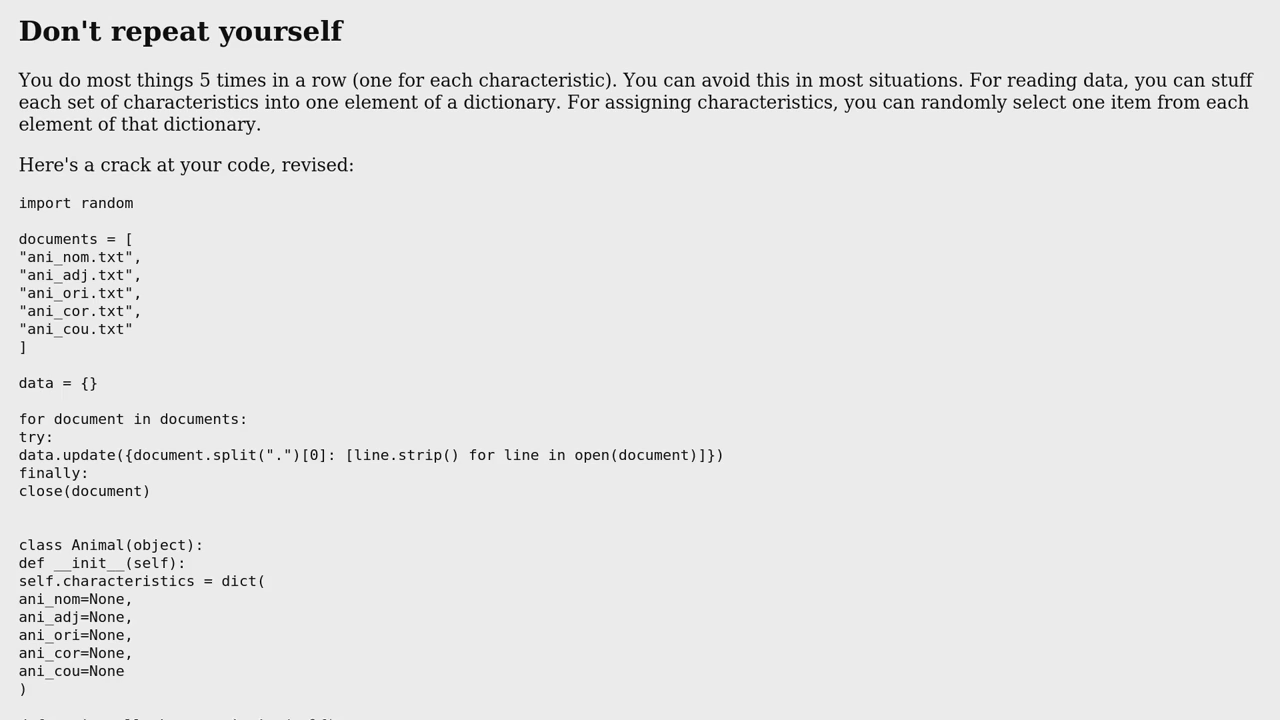 Don't repeat yourself
You do most things 5 times in a row (one for each characteristic). You can avoid this in most situations. For reading data, you can stuff
each set of characteristics into one element of a dictionary. For assigning characteristics, you can randomly select one item from each
element of that dictionary.
Here's a crack at your code, revised:
import random
documents = [
"ani_nom.txt",
"ani_adj.txt",
"ani_ori.txt",
"ani_cor.txt",
"ani_cou.txt"
]
data = {}
for document in documents:
try:
data.update({document.split(".")[0]: [line.strip() for line in open(document)]})
finally:
close(document)
class Animal(object):
def __init__(self):
self.characteristics = dict(
ani_nom=None,
ani_adj=None,
ani_ori=None,
ani_cor=None,
ani_cou=None
)